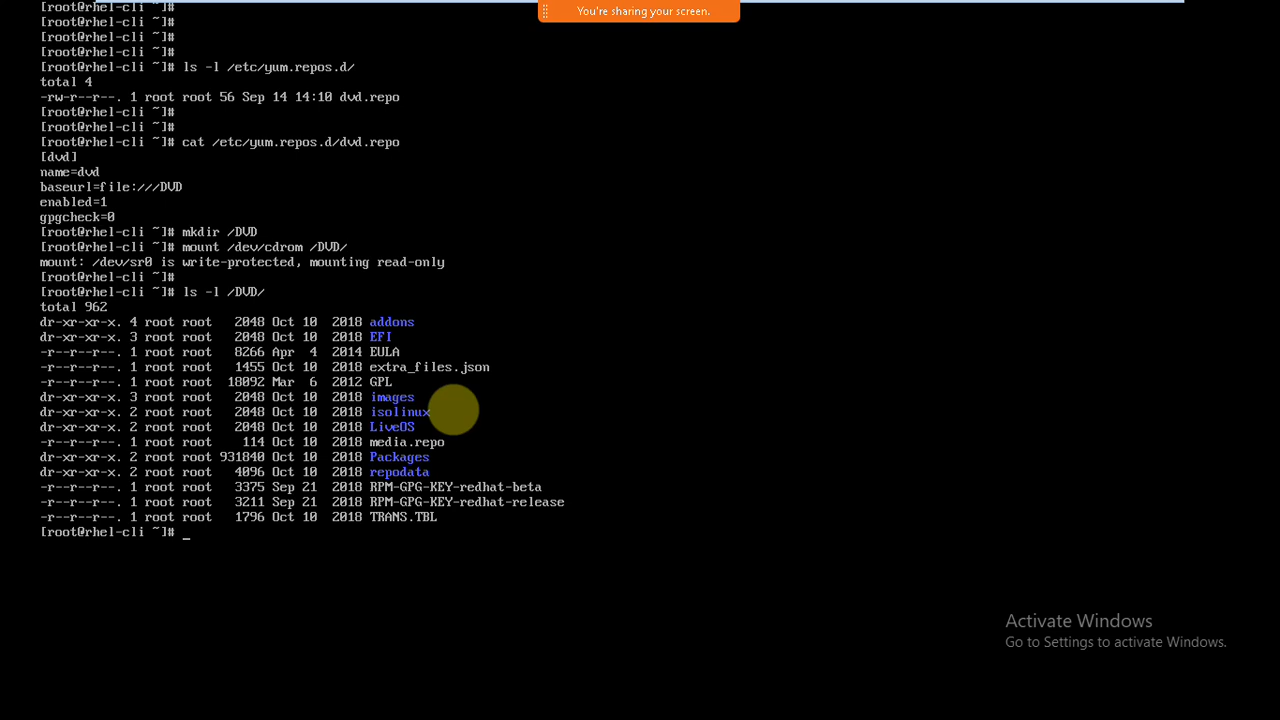 [root@rhel-cli ~]#
You're sharing your screen.
[root@rhel-cli ~]#
[root@rhel-cli ~]#
[root@rhel-cli ~]#
[root@rhel-cli ~]# ls -l /etc/yum.repos.d/
total 4
-rw-r--r--. 1 root root 56 Sep 14 14:10 dvd.repo
[root@rhel-cli ~]#
[root@rhel-cli ~]#
[root@rhel-cli ~]# cat /etc/yum.repos.d/dvd.repo
[dvd]
name=dvd
baseurl=file:///DVD
enabled=1
gpgcheck=0
[root@rhel-cli ~]# mkdir /DVD
[root@rhel-cli ~]# mount /dev/cdrom /DVD/
mount: /dev/sr0 is write-protected, mounting read-only
[root@rhel-cli ~]#
[root@rhel-cli ~]# ls -l /DVD/
total 962
dr-xr-xr-x. 4 root root   2048 Oct 10  2018 addons
dr-xr-xr-x. 3 root root   2048 Oct 10  2018 EFI
-r--r--r--. 1 root root   8266 Apr  4  2014 EULA
-r--r--r--. 1 root root   1455 Oct 10  2018 extra_files.json
-r--r--r--. 1 root root  18092 Mar  6  2012 GPL
dr-xr-xr-x. 3 root root   2048 Oct 10  2018 images
dr-xr-xr-x. 2 root root   2048 Oct 10  2018 isolinux
dr-xr-xr-x. 2 root root   2048 Oct 10  2018 LiveOS
-r--r--r--. 1 root root    114 Oct 10  2018 media.repo
dr-xr-xr-x. 2 root root 931840 Oct 10  2018 Packages
dr-xr-xr-x. 2 root root   4096 Oct 10  2018 repodata
-r--r--r--. 1 root root   3375 Sep 21  2018 RPM-GPG-KEY-redhat-beta
-r--r--r--. 1 root root   3211 Sep 21  2018 RPM-GPG-KEY-redhat-release
-r--r--r--. 1 root root   1796 Oct 10  2018 TRANS.TBL
[root@rhel-cli ~]# _
Activate Windows
Go to Settings to activate Windows.